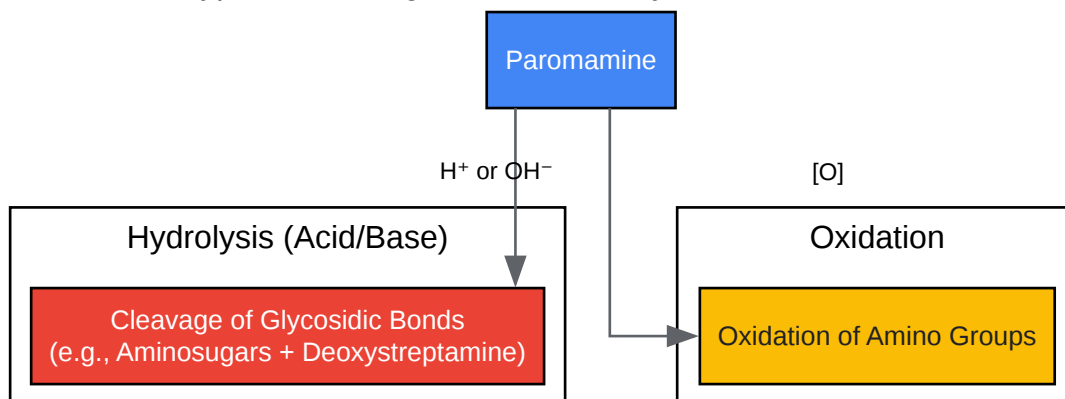 Paromamine
H⁺ or OH⁻
[O]
Hydrolysis (Acid/Base)
Oxidation
Cleavage of Glycosidic Bonds
(e.g., Aminosugars + Deoxystreptamine)
Oxidation of Amino Groups